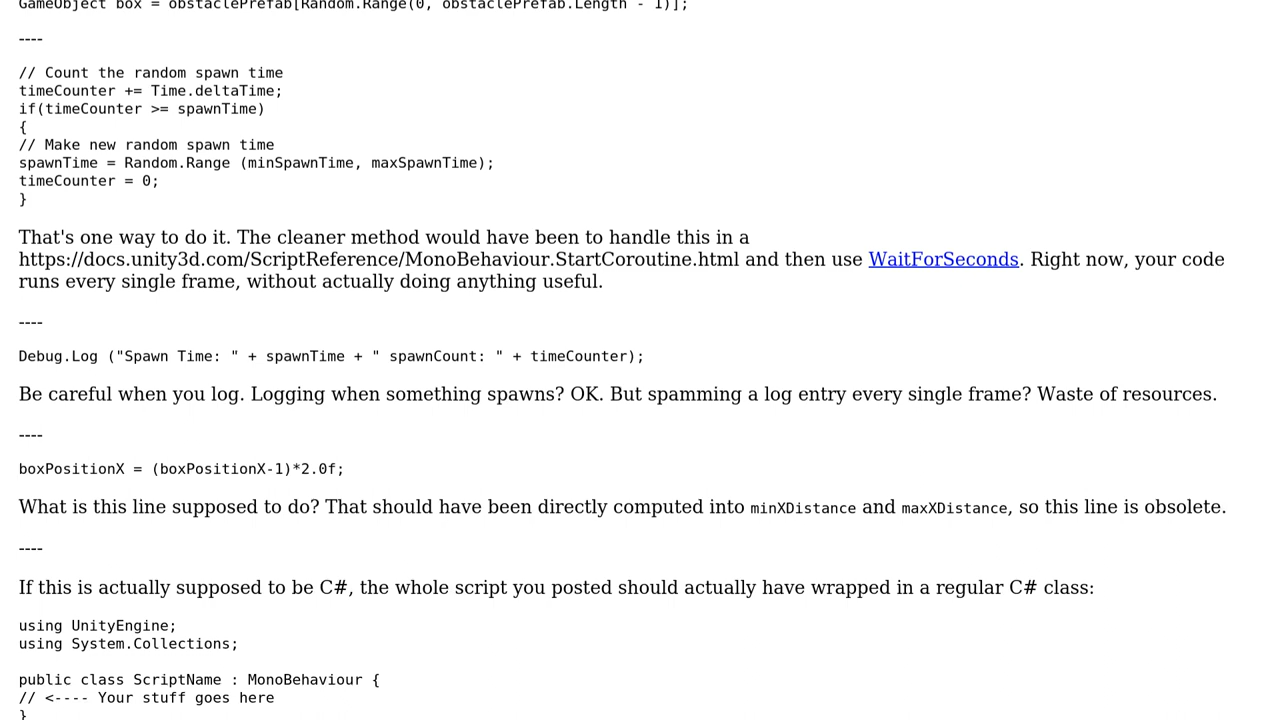 GameObject box = obstaclePrefab[Random.Range(0, obstaclePrefab.Length - 1)];
----
// Count the random spawn time
timeCounter += Time.deltaTime;
if(timeCounter >= spawnTime)
{
// Make new random spawn time
spawnTime = Random.Range (minSpawnTime, maxSpawnTime);
timeCounter = 0;
}
That's one way to do it. The cleaner method would have been to handle this in a
https://docs.unity3d.com/ScriptReference/MonoBehaviour.StartCoroutine.html and then use WaitForSeconds. Right now, your code
runs every single frame, without actually doing anything useful.
----
Debug.Log ("Spawn Time: " + spawnTime + " spawnCount: " + timeCounter);
Be careful when you log. Logging when something spawns? OK. But spamming a log entry every single frame? Waste of resources.
----
boxPositionX = (boxPositionX-1)*2.0f;
What is this line supposed to do? That should have been directly computed into minXDistance and maxXDistance, so this line is obsolete.
----
If this is actually supposed to be C#, the whole script you posted should actually have wrapped in a regular C# class:
using UnityEngine;
using System.Collections;
public class ScriptName : MonoBehaviour {
// <---- Your stuff goes here
}